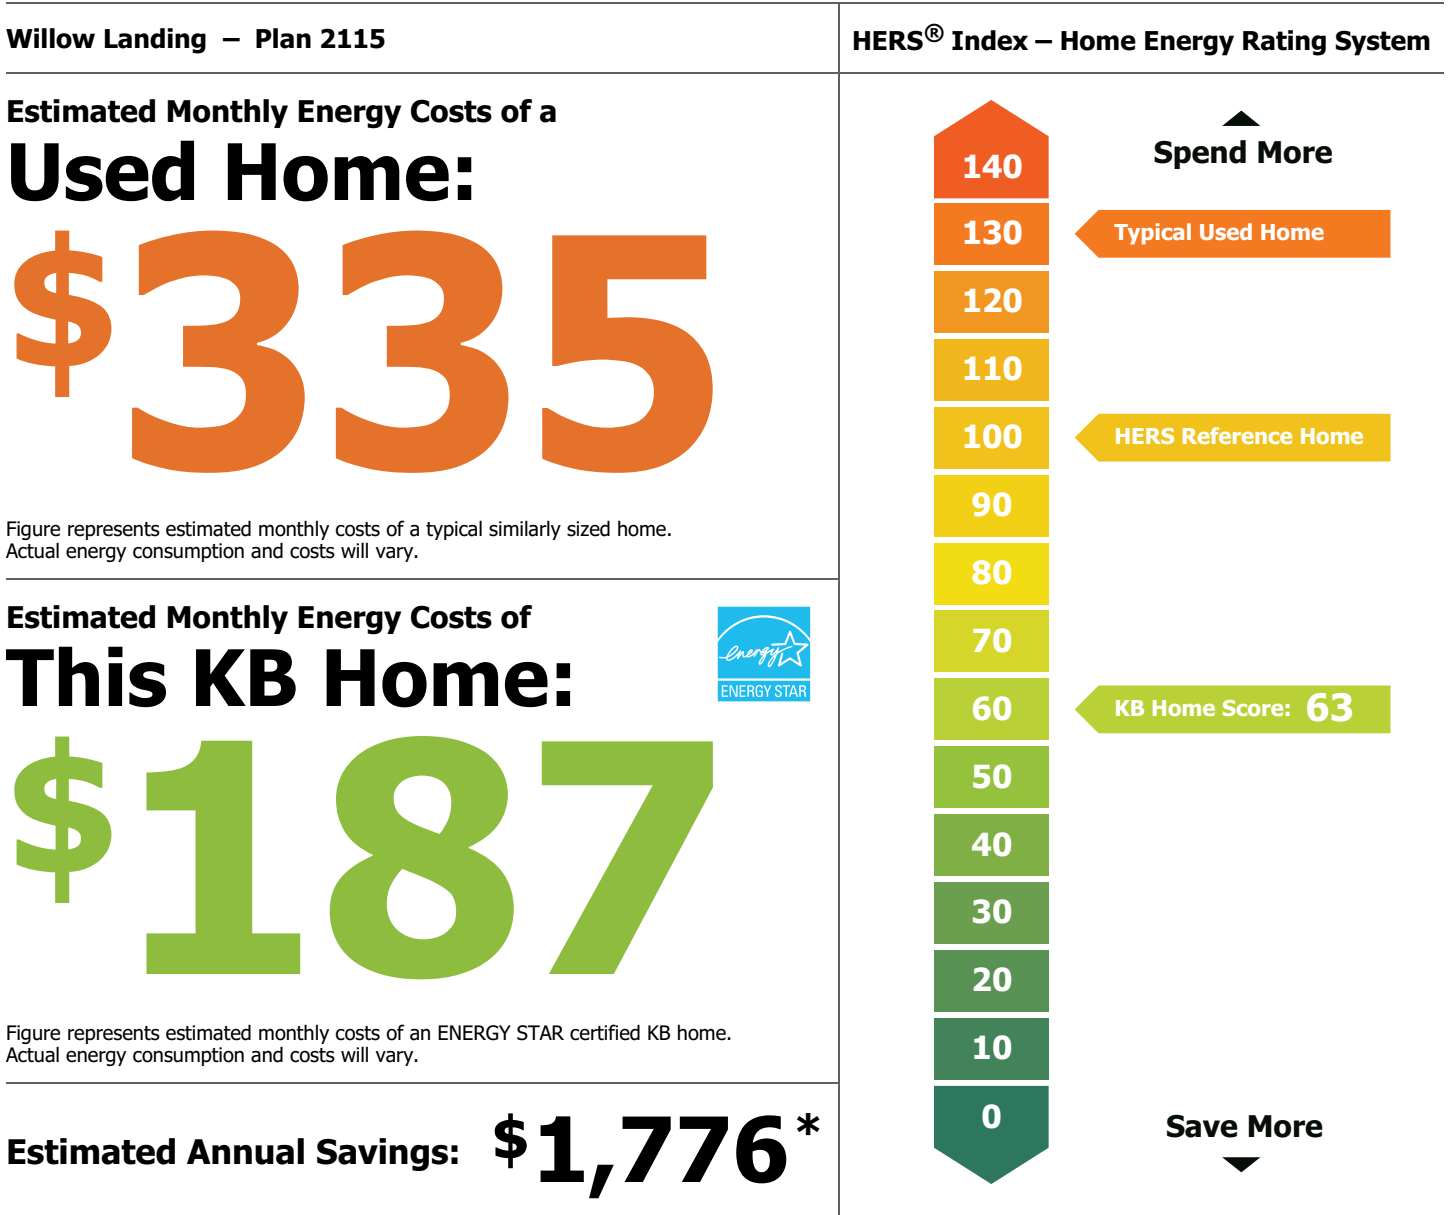 Willow Landing – Plan 2115
Estimated Monthly Energy Costs of a
Used Home:
$335
Figure represents estimated monthly costs of a typical similarly sized home.
Actual energy consumption and costs will vary.
Estimated Monthly Energy Costs of
This KB Home:
energy
ENERGY STAR
$187
Figure represents estimated monthly costs of an ENERGY STAR certified KB home.
Actual energy consumption and costs will vary.
Estimated Annual Savings: $1,776*
HERS® Index – Home Energy Rating System
Spend More
140
130 Typical Used Home
120
110
100 HERS Reference Home
90
80
70
60 KB Home Score: 63
50
40
30
20
10
0
Save More